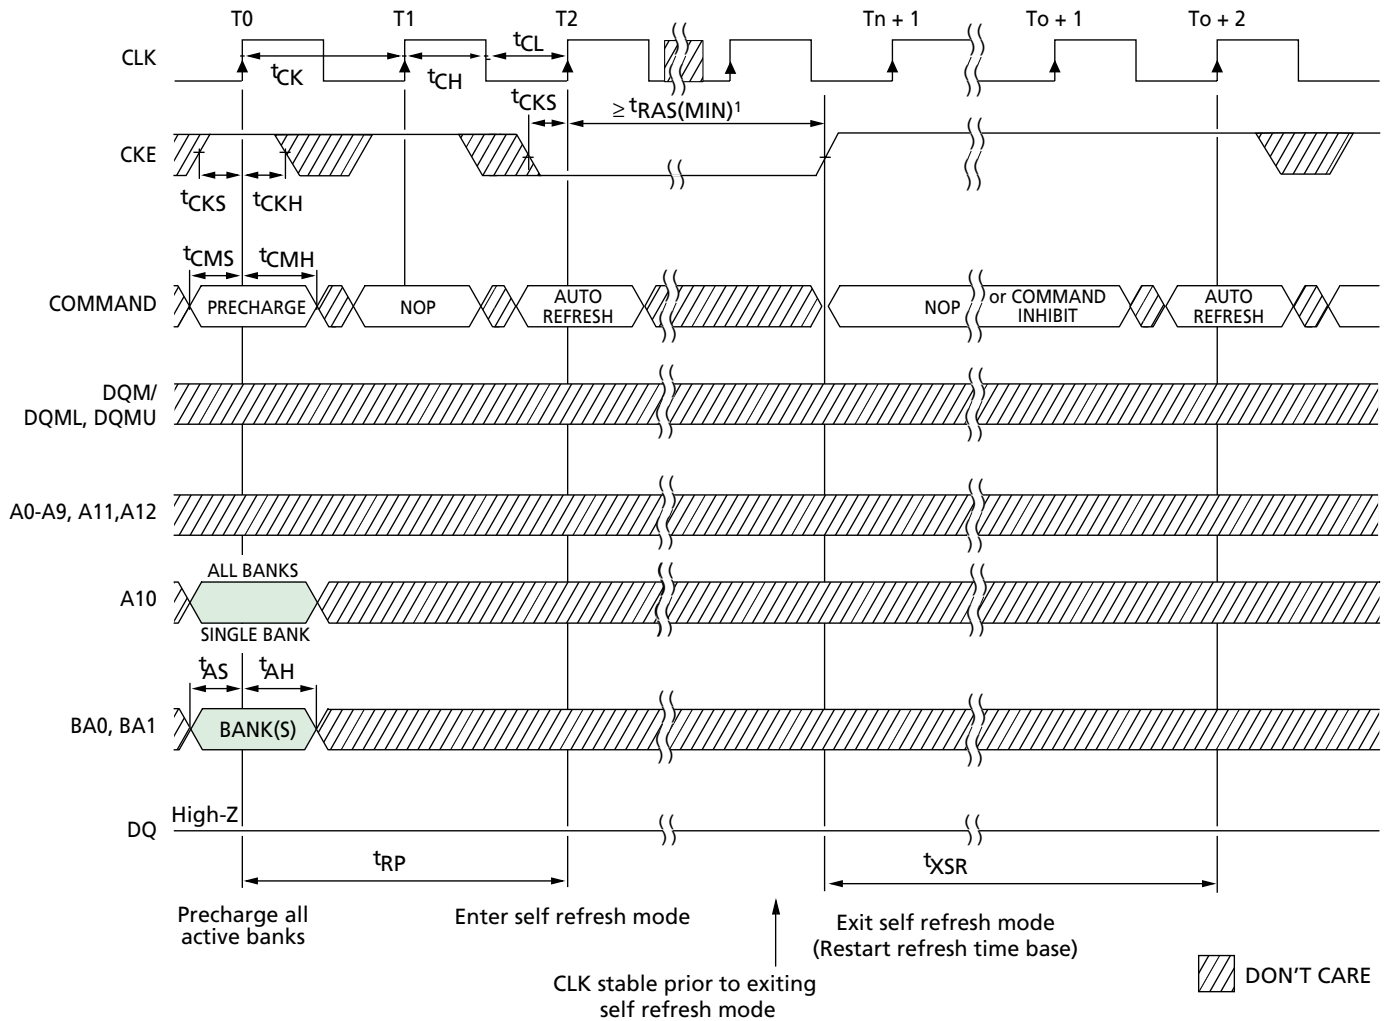 T0 T1 T2 Tn + 1 To + 1 To + 2
CLK
tCK tCH tCL
tCKS ≥ tRAS(MIN)1
CKE
tCKS tCKH
tCMS tCMH
COMMAND PRECHARGE NOP AUTO REFRESH NOP or COMMAND INHIBIT AUTO REFRESH
DQM/
DQML, DQMU
A0-A9, A11,A12
ALL BANKS
A10
SINGLE BANK
tAS tAH
BA0, BA1 BANK(S)
High-Z
DQ
tRP tXSR
Precharge all
active banks
Enter self refresh mode
CLK stable prior to exiting
self refresh mode
Exit self refresh mode
(Restart refresh time base)
DON'T CARE